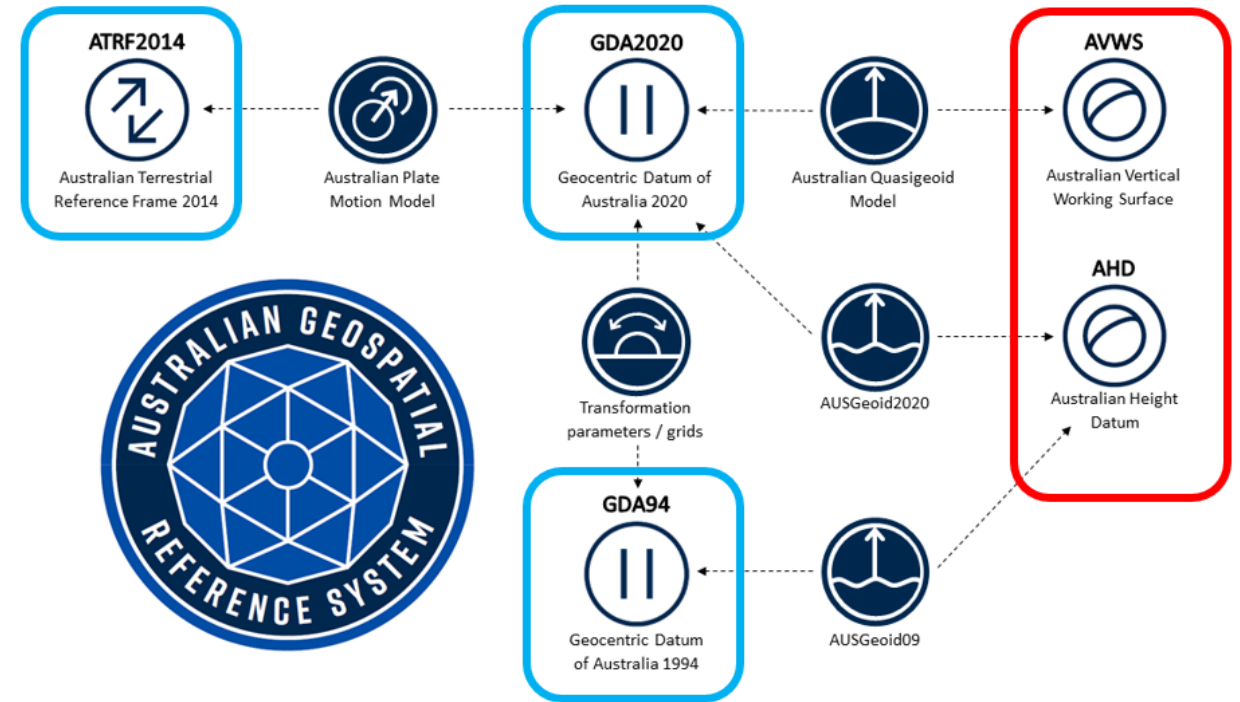 ATRF2014
Australian Terrestrial
Reference Frame 2014
Australian Plate
Motion Model
GDA2020
Geocentric Datum of
Australia 2020
Australian Quasigeoid
Model
AVWS
Australian Vertical
Working Surface
AHD
Australian Height
Datum
AUSGeoid2020
Transformation
parameters / grids
GDA94
Geocentric Datum
of Australia 1994
AUSGeoid09
AUSTRALIAN GEOSPATIAL
REFERENCE SYSTEM